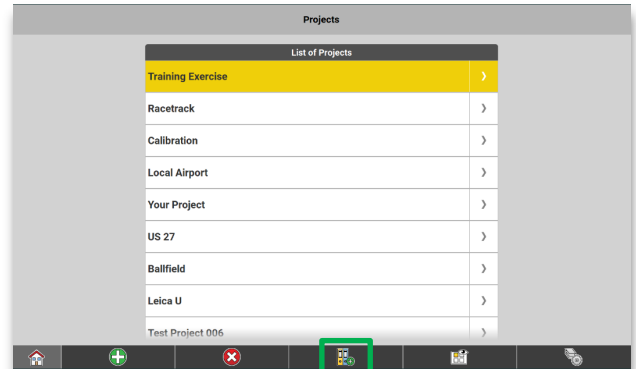 Projects
List of Projects
Training Exercise
Racetrack
Calibration
Local Airport
Your Project
US 27
Ballfield
Leica U
Test Project 006